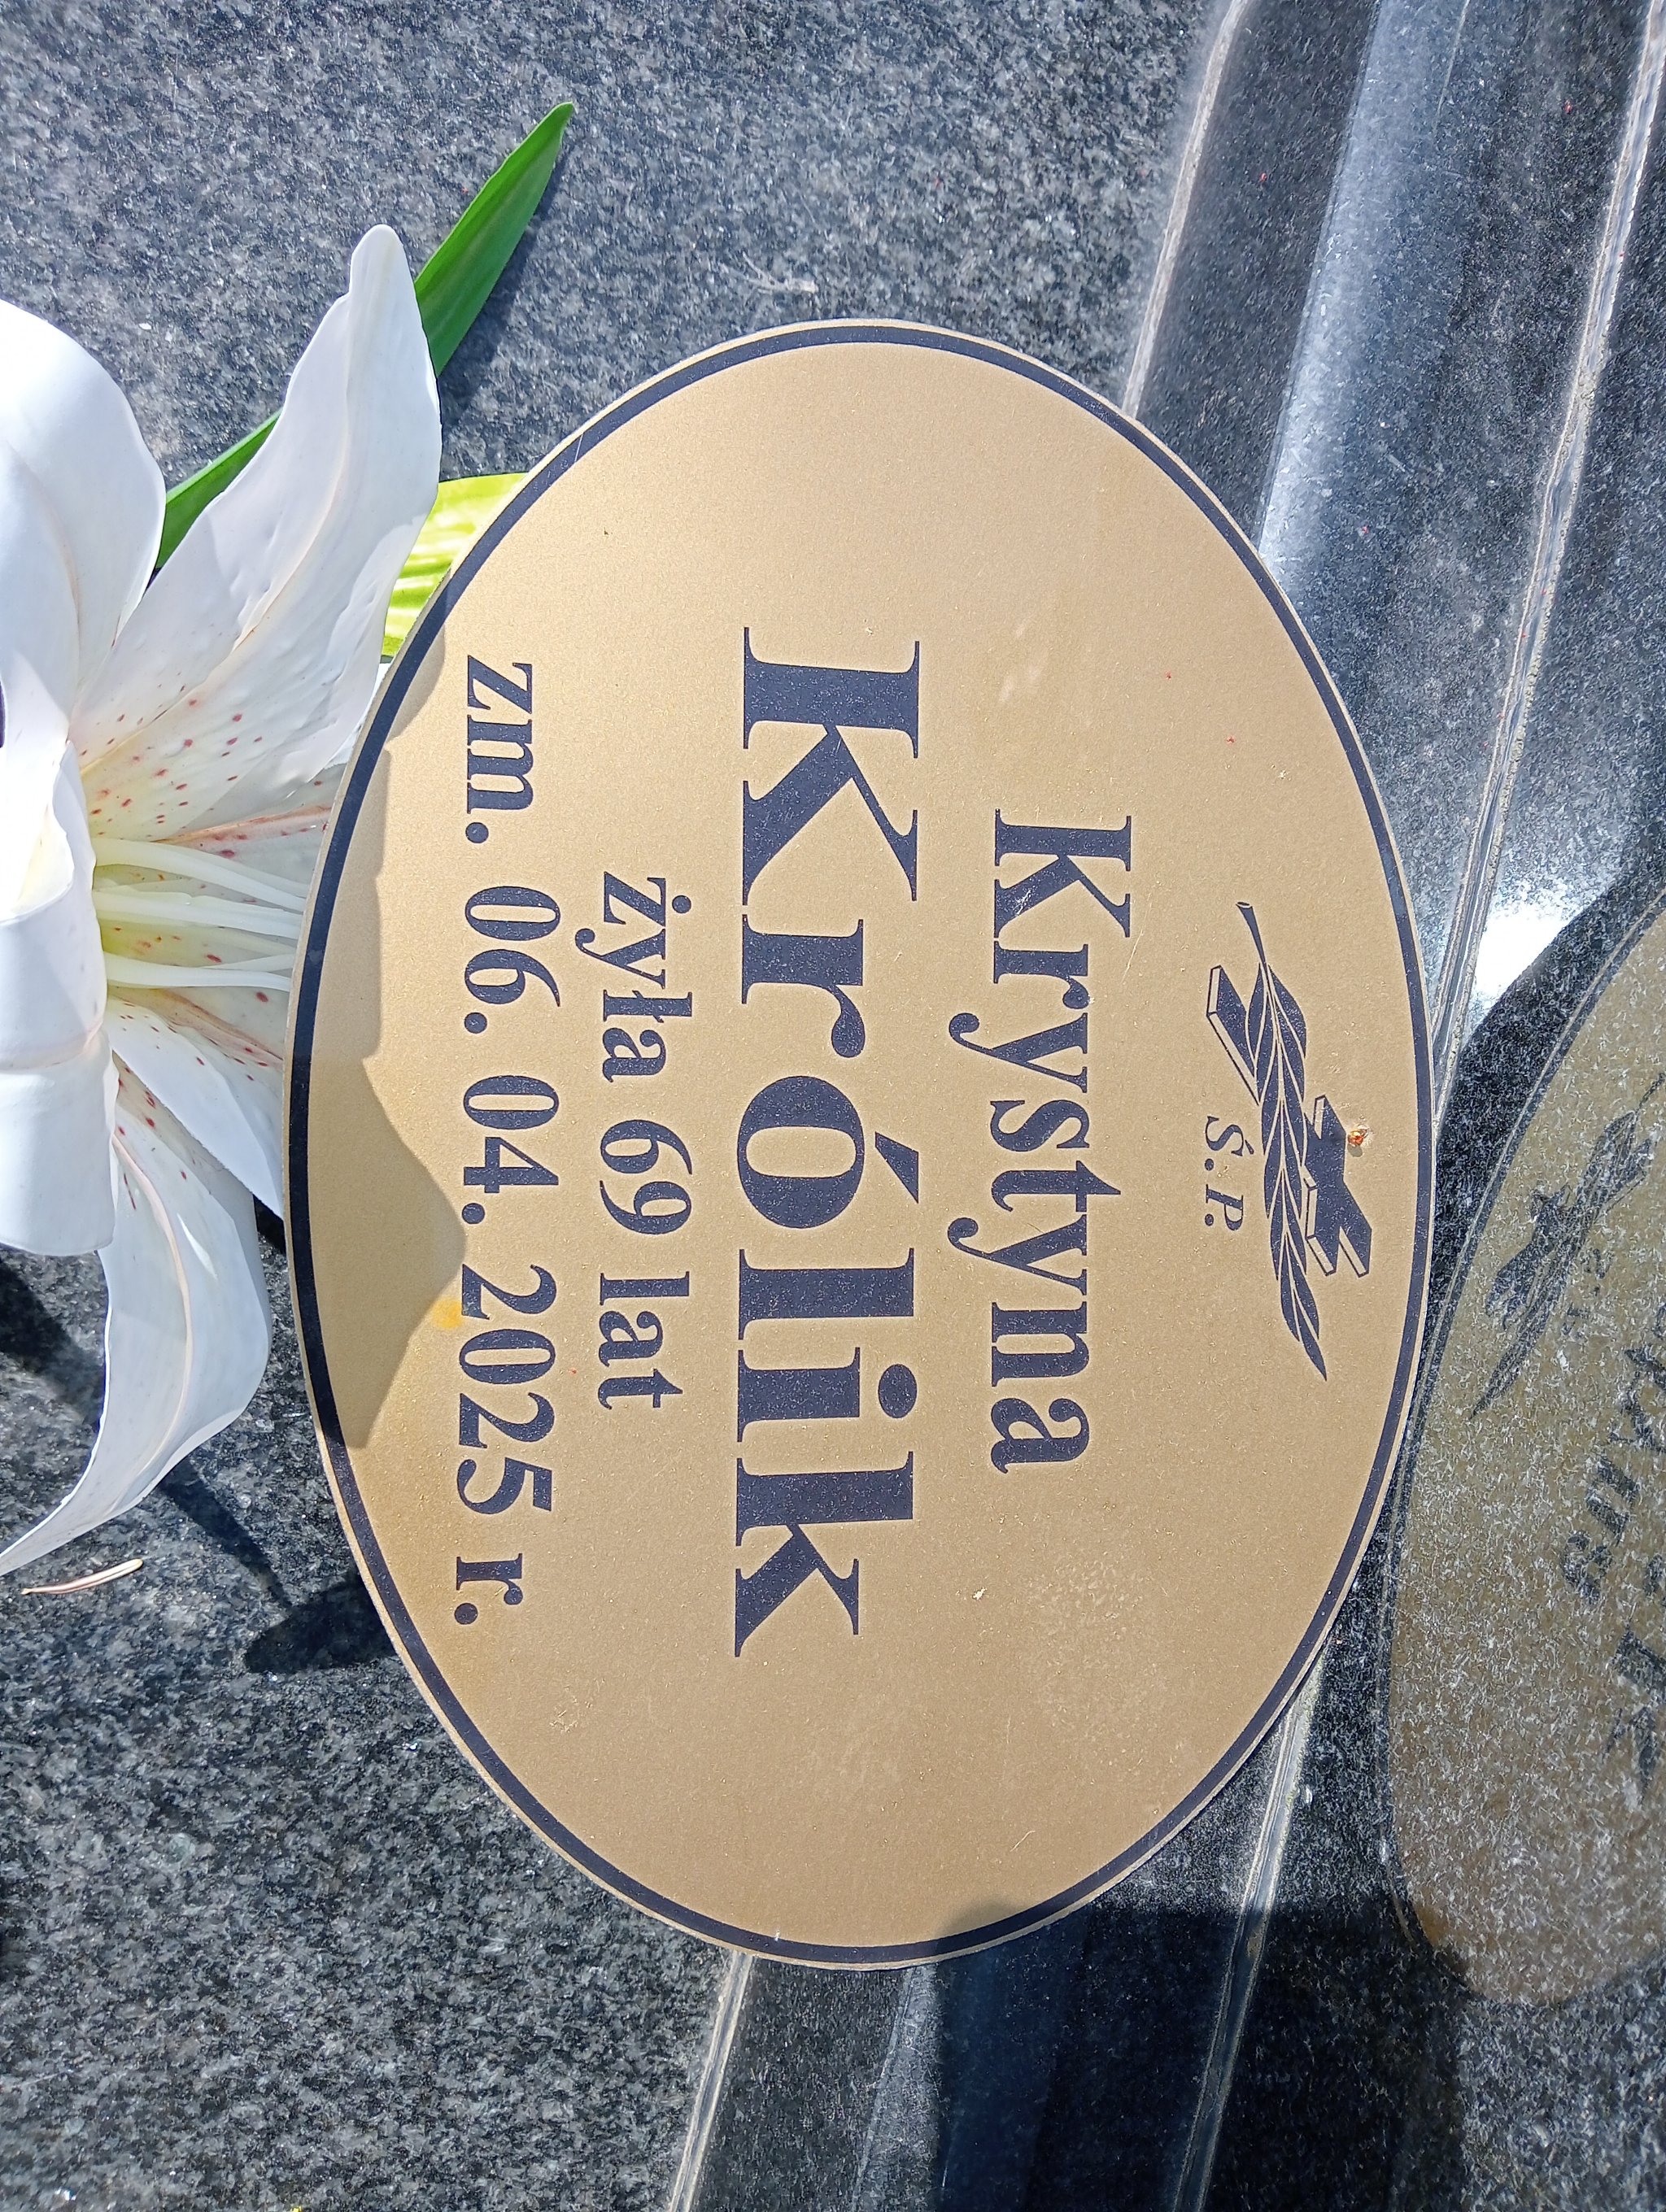 Ś.P.
Krystyna
Królik
żyła 69 lat
zm. 06. 04. 2025 r.